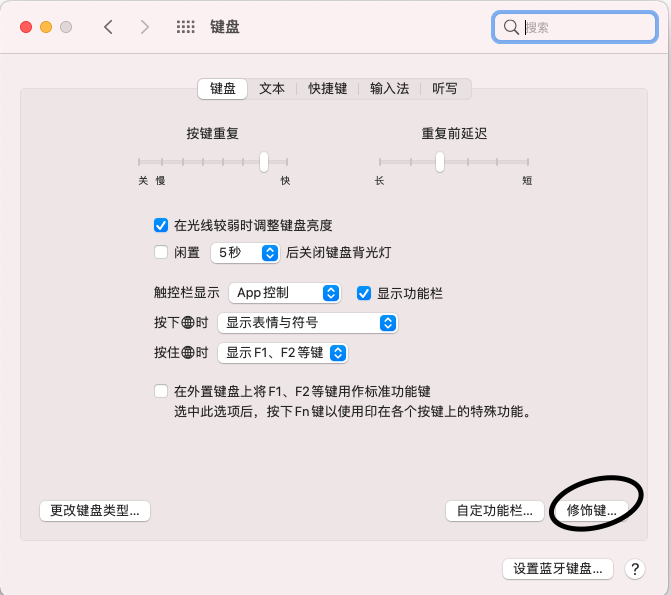 键盘
搜索
键盘 文本 快捷键 输入法 听写
按键重复 重复前延迟
关 慢 快 长 短
在光线较弱时调整键盘亮度
闲置 5秒 后关闭键盘背光灯
触控栏显示 App控制 显示功能栏
按下时 显示表情与符号
按住时 显示 F1、F2 等键
在外置键盘上将 F1、F2 等键用作标准功能键
选中此选项后，按下 Fn 键以使用印在各个按键上的特殊功能。
更改键盘类型... 自定功能栏... 修饰键...
设置蓝牙键盘... ?